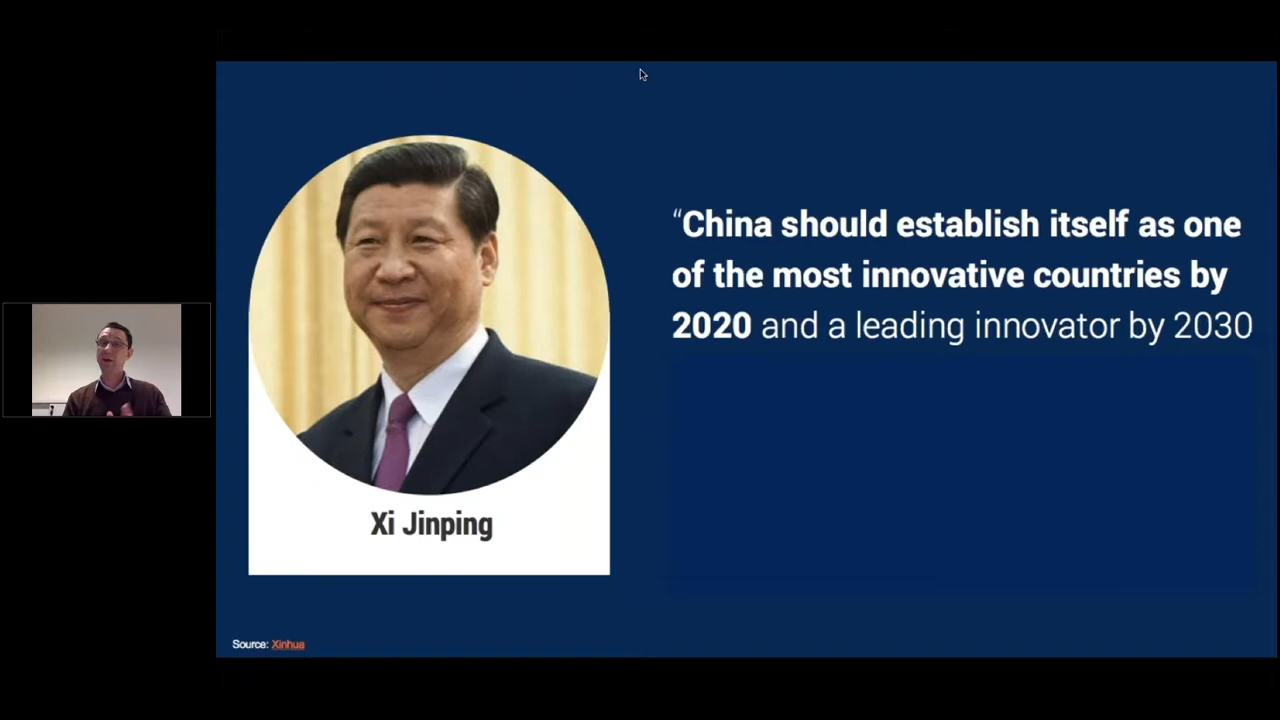 “China should establish itself as one
of the most innovative countries by
2020 and a leading innovator by 2030
Xi Jinping
Source: Xinhua